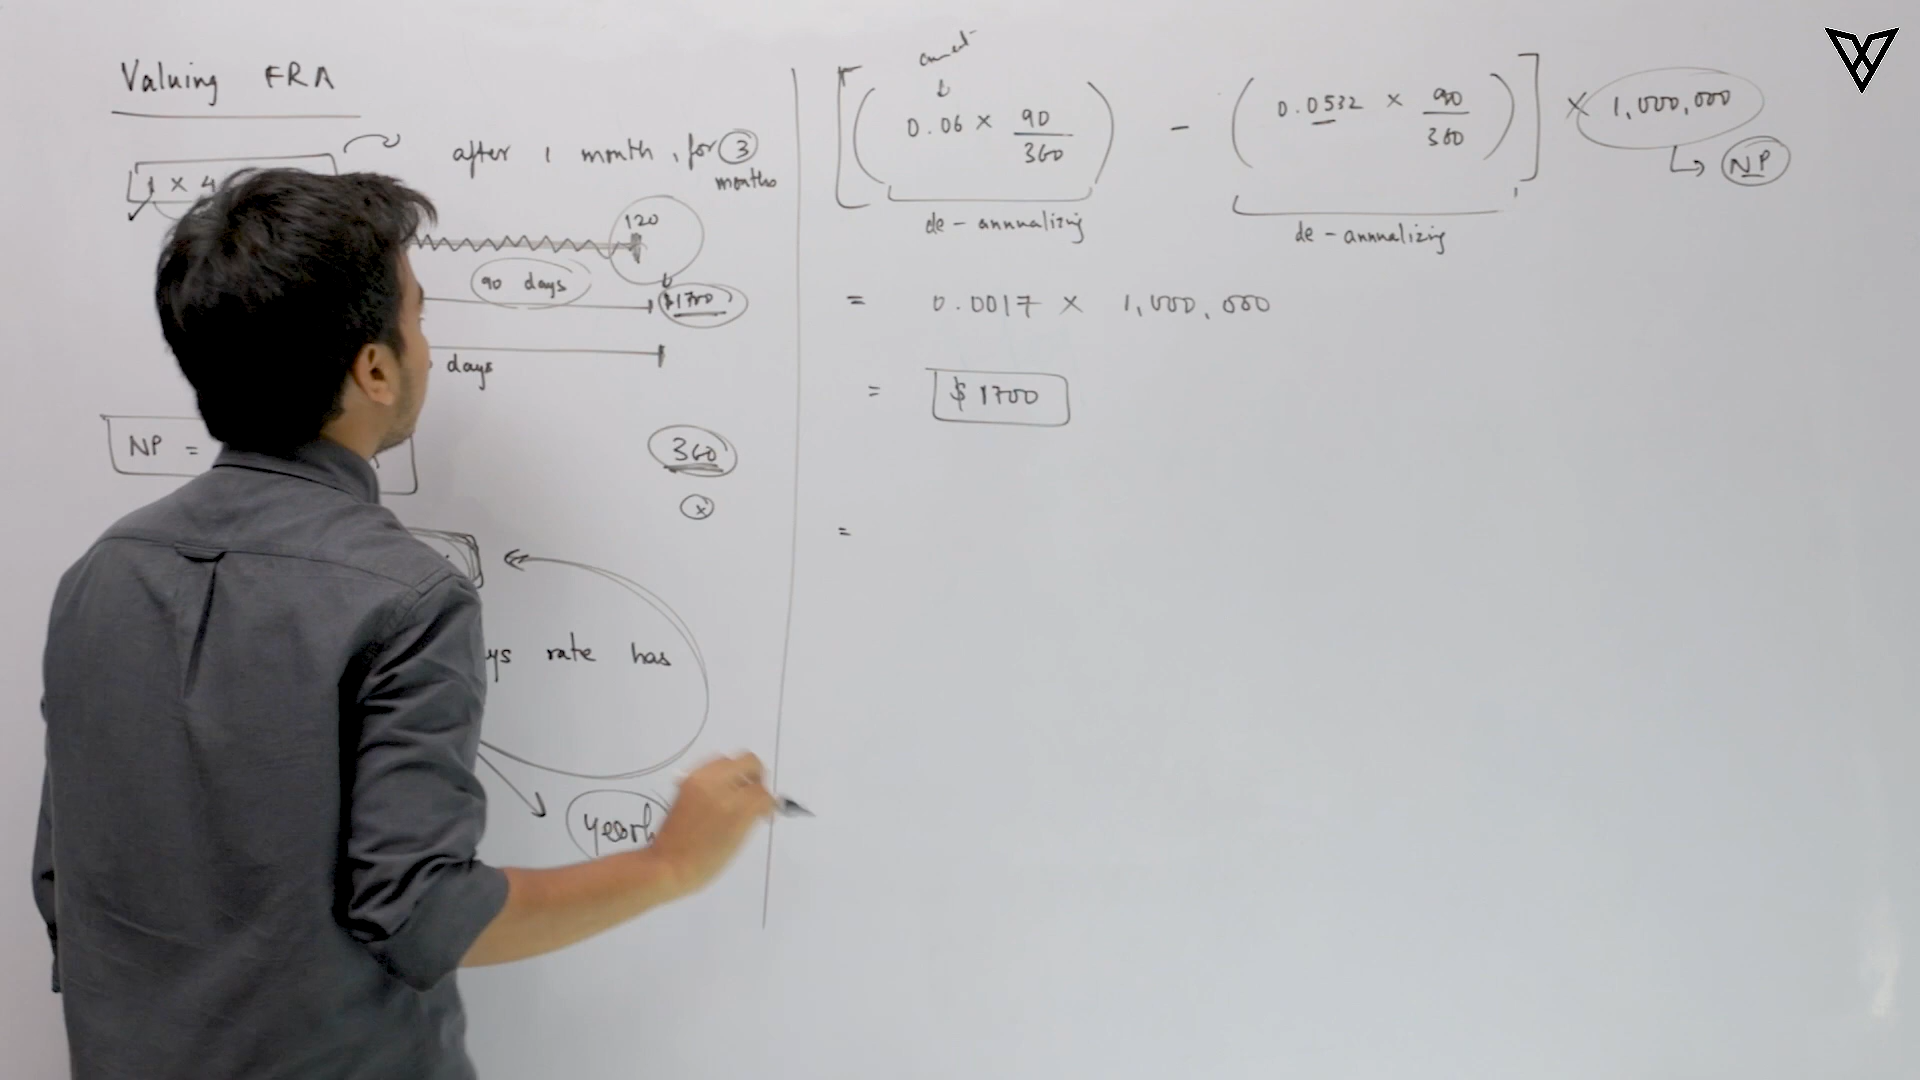 Valuing FRA
1 × 4
after 1 month, for 3
months
120
90 days
$1700
days
NP =
360
x
ys rate has
[(0.06 × 90/360) - (0.0532 × 90/360)] × 1,000,000
NP
de-annualizing
de-annualizing
= 0.0017 × 1,000,000
= $1700
=